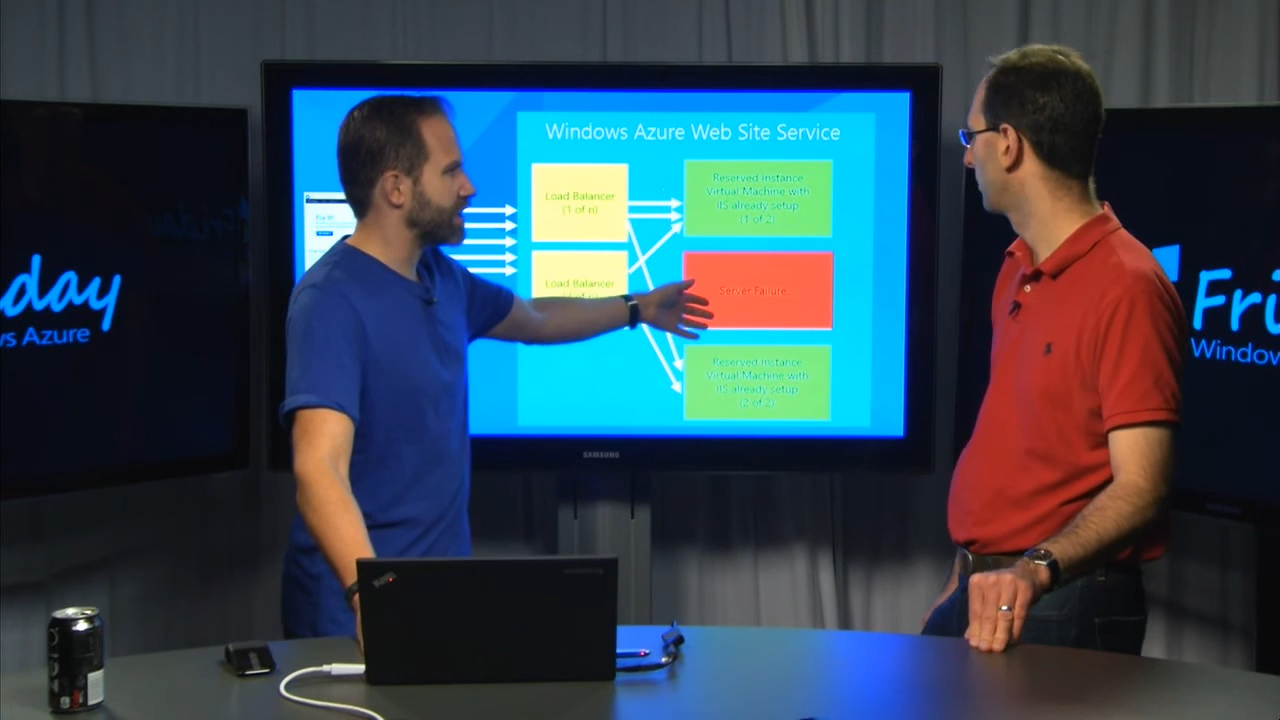 Windows Azure Web Site Service
Load Balancer
(1 of n)
Reserved Instance
Virtual Machine with
IIS already setup
(1 of 2)
Load Balancer
Server Failure
Reserved Instance
Virtual Machine with
IIS already setup
(2 of 2)
day
s Azure
Fri
Window
SAMSUNG